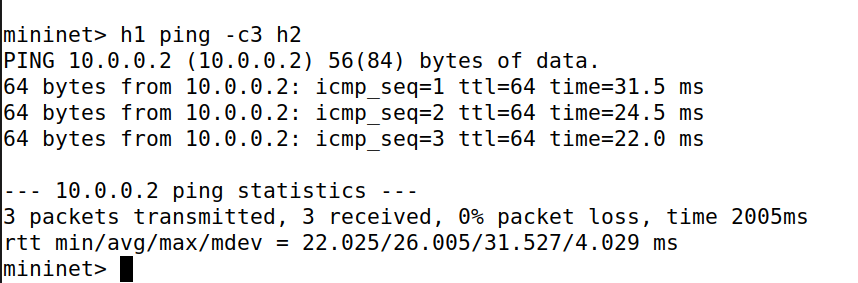 mininet> h1 ping -c3 h2
PING 10.0.0.2 (10.0.0.2) 56(84) bytes of data.
64 bytes from 10.0.0.2: icmp_seq=1 ttl=64 time=31.5 ms
64 bytes from 10.0.0.2: icmp_seq=2 ttl=64 time=24.5 ms
64 bytes from 10.0.0.2: icmp_seq=3 ttl=64 time=22.0 ms
--- 10.0.0.2 ping statistics ---
3 packets transmitted, 3 received, 0% packet loss, time 2005ms
rtt min/avg/max/mdev = 22.025/26.005/31.527/4.029 ms
mininet>